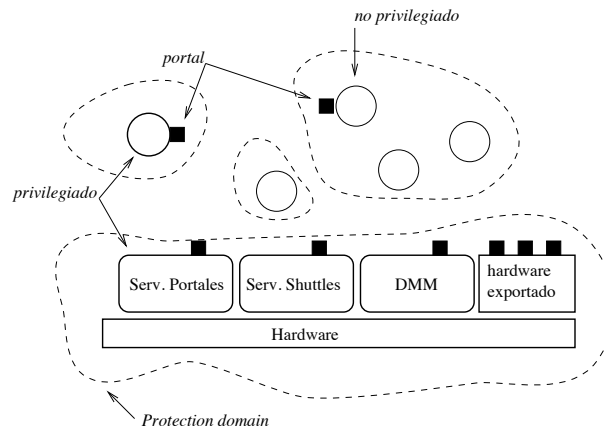 no privilegiado
portal
privilegiado
Serv. Portales
Serv. Shuttles
DMM
hardware
exportado
Hardware
Protection domain